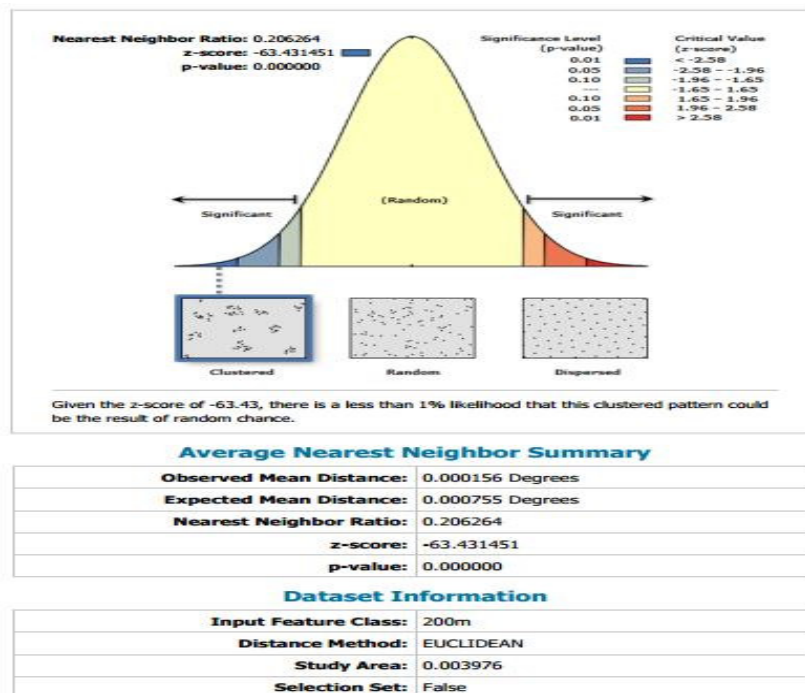 Nearest Neighbor Ratio: 0.206264
z-score: -63.431451
p-value: 0.000000
Significance Level (p-value) Critical Value (z-score)
0.01 < -2.58
0.05 -2.58 - -1.96
0.10 -1.96 - -1.65
--- -1.65 - 1.65
0.10 1.65 - 1.96
0.05 1.96 - 2.58
0.01 > 2.58
(Random)
Significant Significant
Clustered Random Dispersed
Given the z-score of -63.43, there is a less than 1% likelihood that this clustered pattern could
be the result of random chance.
Average Nearest Neighbor Summary
Observed Mean Distance: 0.000156 Degrees
Expected Mean Distance: 0.000755 Degrees
Nearest Neighbor Ratio: 0.206264
z-score: -63.431451
p-value: 0.000000
Dataset Information
Input Feature Class: 200m
Distance Method: EUCLIDEAN
Study Area: 0.003976
Selection Set: False